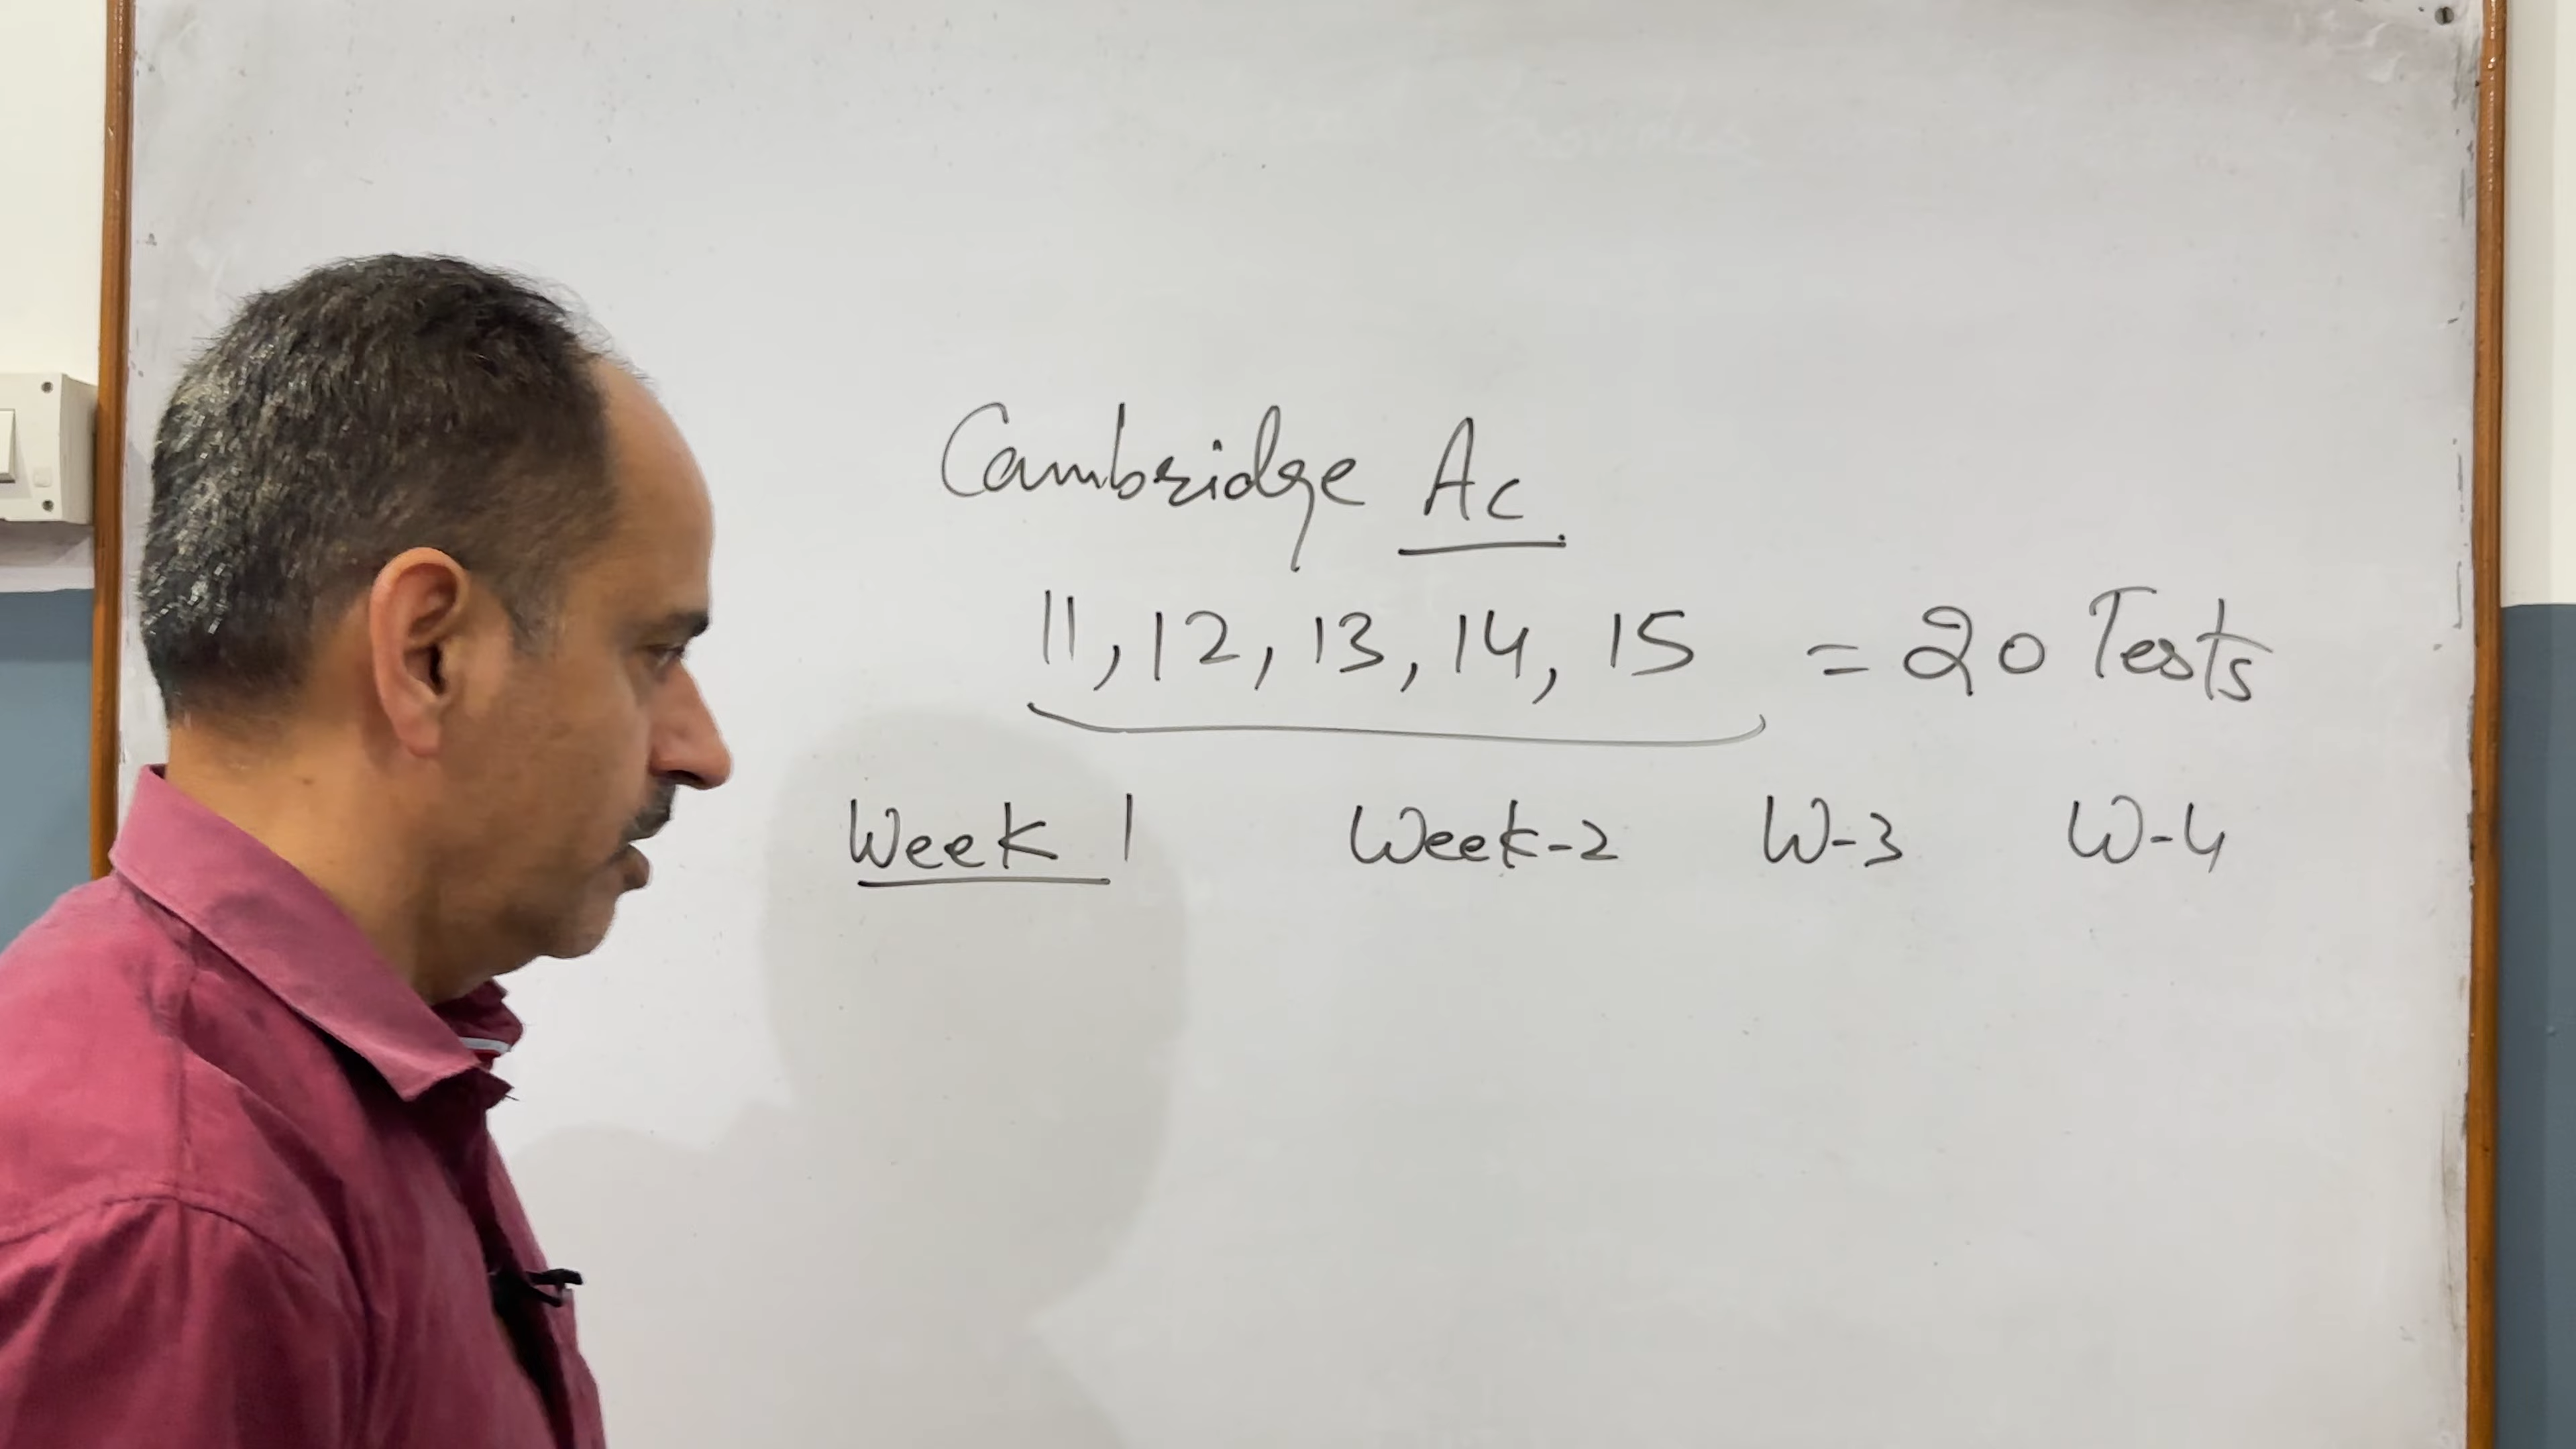 Cambridge Ac.
11, 12, 13, 14, 15 = 20 Tests
Week 1 Week-2 W-3 W-4